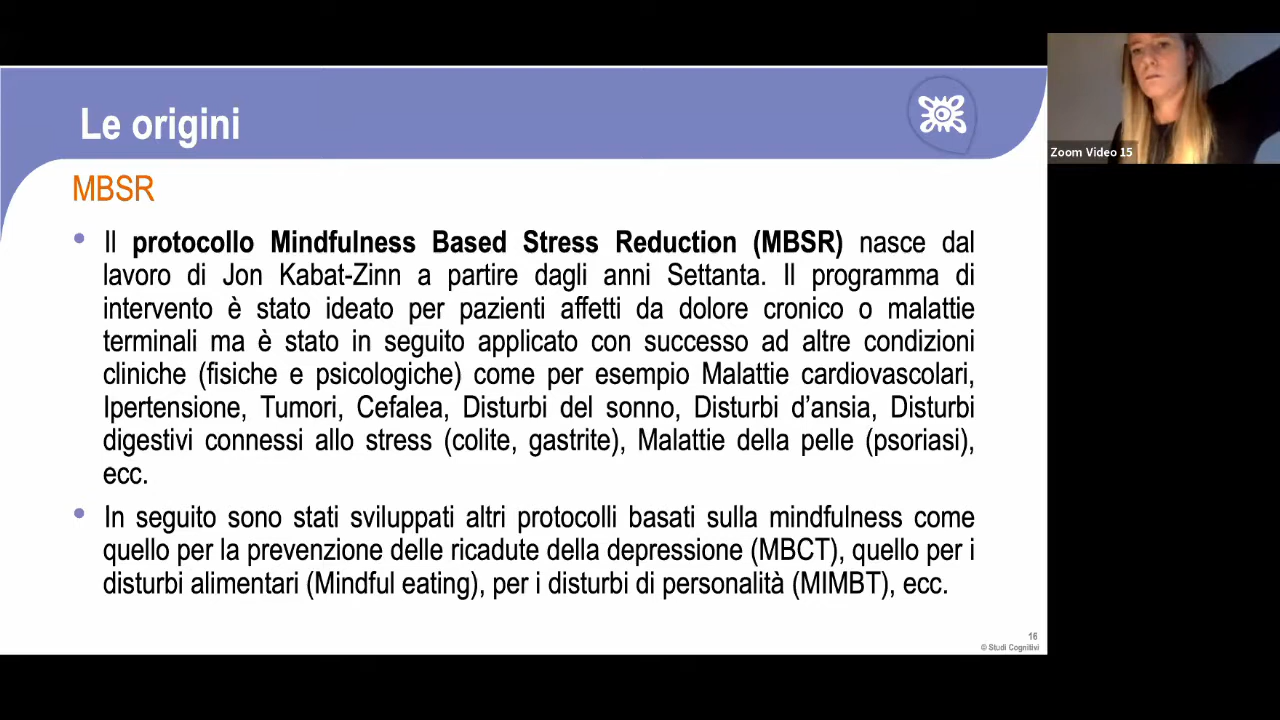 Le origini
MBSR
Il protocollo Mindfulness Based Stress Reduction (MBSR) nasce dal
lavoro di Jon Kabat-Zinn a partire dagli anni Settanta. Il programma di
intervento è stato ideato per pazienti affetti da dolore cronico o malattie
terminali ma è stato in seguito applicato con successo ad altre condizioni
cliniche (fisiche e psicologiche) come per esempio Malattie cardiovascolari,
Ipertensione, Tumori, Cefalea, Disturbi del sonno, Disturbi d’ansia, Disturbi
digestivi connessi allo stress (colite, gastrite), Malattie della pelle (psoriasi),
ecc.
In seguito sono stati sviluppati altri protocolli basati sulla mindfulness come
quello per la prevenzione delle ricadute della depressione (MBCT), quello per i
disturbi alimentari (Mindful eating), per i disturbi di personalità (MIMBT), ecc.
16
© Studi Cognitivi
Zoom Video 15